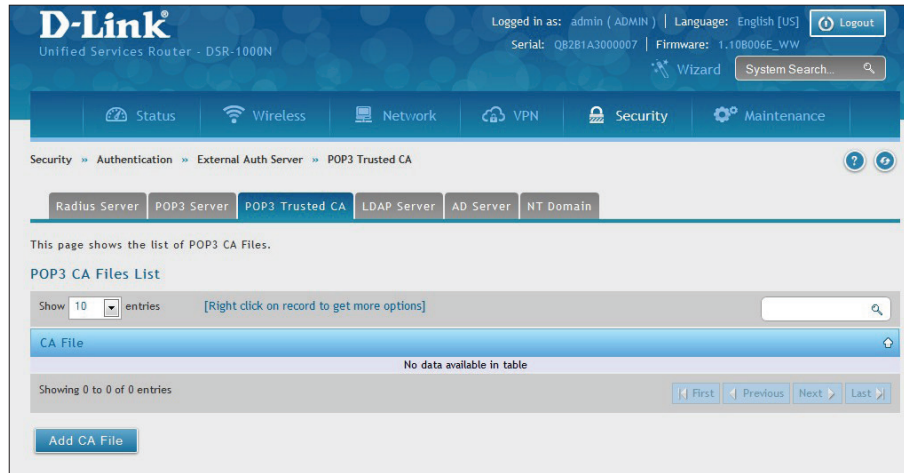 D-Link
Unified Services Router - DSR-1000N
Logged in as: admin ( ADMIN ) | Language: English [US]
Logout
Serial: QB2B1A3000007 | Firmware: 1.10B006E_WW
Wizard
System Search...
Status
Wireless
Network
VPN
Security
Maintenance
Security » Authentication » External Auth Server » POP3 Trusted CA
Radius Server
POP3 Server
POP3 Trusted CA
LDAP Server
AD Server
NT Domain
This page shows the list of POP3 CA Files.
POP3 CA Files List
Show 10 entries
[Right click on record to get more options]
CA File
No data available in table
Showing 0 to 0 of 0 entries
First
Previous
Next
Last
Add CA File